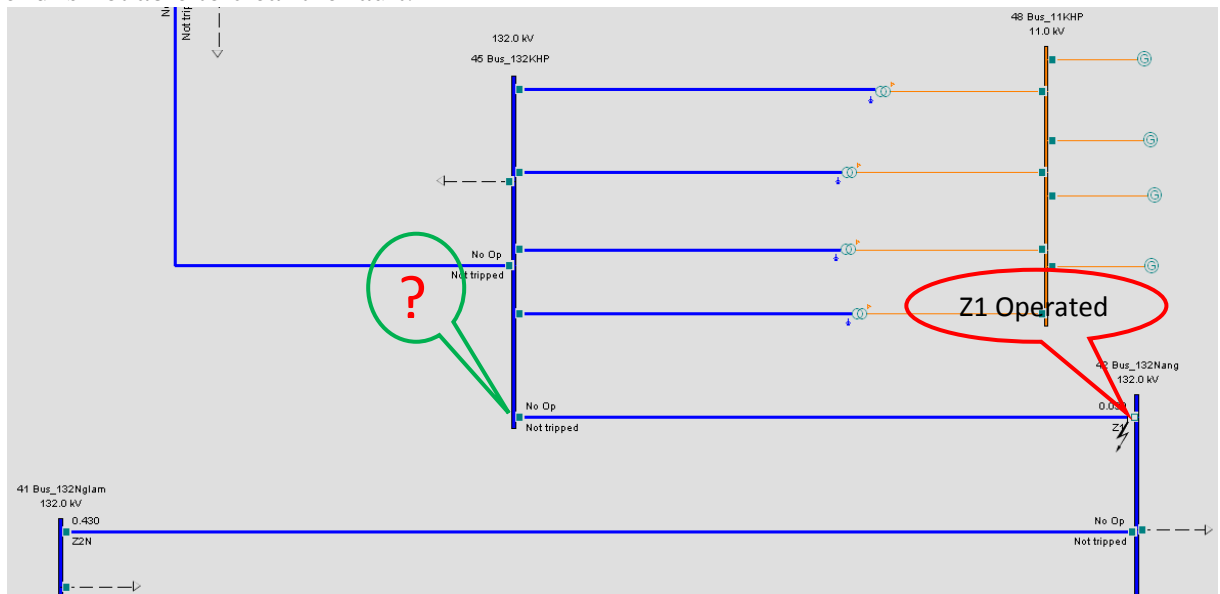 No
Not trip
132.0 kV
45 Bus_132KHP
48 Bus_11KHP
11.0 kV
G
G
G
G
No Op
Not tripped
?
Z1 Operated
42 Bus_132Nang
132.0 kV
No Op
Not tripped
Z1
41 Bus_132Nglam
132.0 kV
0.430
Z2N
No Op
Not tripped